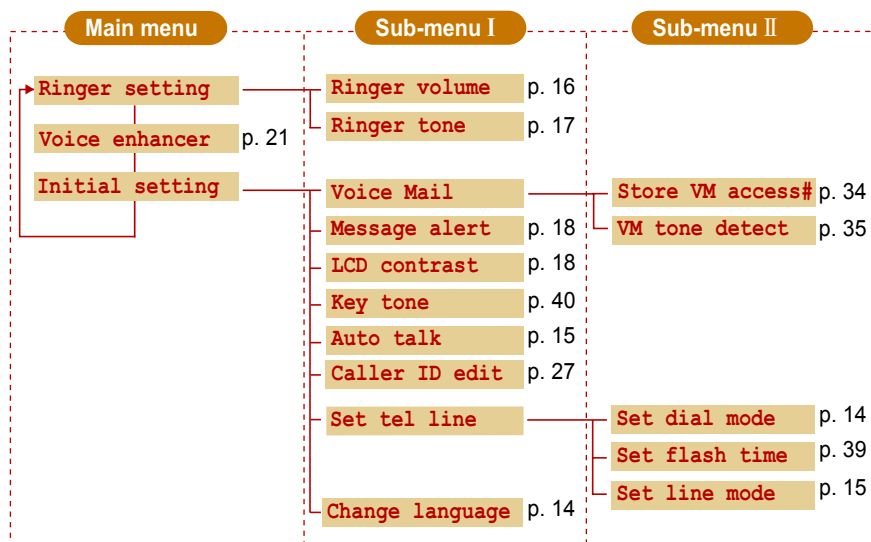 Main menu Sub-menu I Sub-menu II
Ringer setting Ringer volume p. 16
Ringer tone p. 17
Voice enhancer p. 21
Initial setting Voice Mail Store VM access# p. 34
Message alert p. 18 VM tone detect p. 35
LCD contrast p. 18
Key tone p. 40
Auto talk p. 15
Caller ID edit p. 27
Set tel line Set dial mode p. 14
Set flash time p. 39
Set line mode p. 15
Change language p. 14